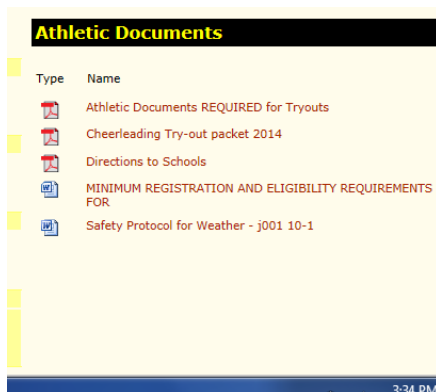 Athletic Documents
Type Name
Athletic Documents REQUIRED for Tryouts
Cheerleading Try-out packet 2014
Directions to Schools
MINIMUM REGISTRATION AND ELIGIBILITY REQUIREMENTS
FOR
Safety Protocol for Weather - j001 10-1
3:34 PM